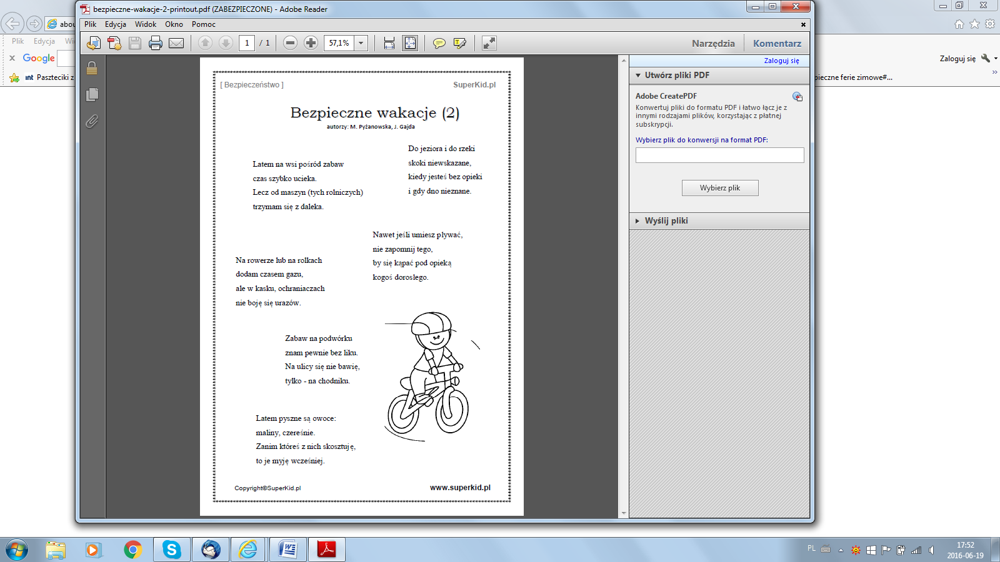 bezpieczne-wakacje-2-printout.pdf (ZABEZPIECZONE) - Adobe Reader
Plik Edycja Widok Okno Pomoc
1 / 1
57,1%
Narzędzia
Komentarz
abou
Plik Edycja Wi
x Google
Zaloguj się
int Paszteciki z
pieczne ferie zimowe#...
[ Bezpieczeństwo ]
SuperKid.pl
Bezpieczne wakacje (2)
autorzy: M. Pyżanowska, J. Gajda
Do jeziora i do rzeki
skoki niewskazane,
kiedy jesteś bez opieki
i gdy dno nieznane.
Latem na wsi pośród zabaw
czas szybko ucieka.
Lecz od maszyn (tych rolniczych)
trzymam się z daleka.
Nawet jeśli umiesz pływać,
nie zapomnij tego,
by się kąpać pod opieką
kogoś dorosłego.
Na rowerze lub na rolkach
dodam czasem gazu,
ale w kasku, ochraniaczach
nie boję się urazów.
Zabaw na podwórku
znam pewnie bez liku.
Na ulicy się nie bawię,
tylko - na chodniku.
Latem pyszne są owoce:
maliny, czereśnie.
Zanim któreś z nich skosztuję,
to je myję wcześniej.
Copyright©SuperKid.pl
www.superkid.pl
Zaloguj się
Utwórz pliki PDF
Adobe CreatePDF
Konwertuj pliki do formatu PDF i łatwo łącz je z
innymi rodzajami plików, korzystając z płatnej
subskrypcji.
Wybierz plik do konwersji na format PDF:
Wybierz plik
Wyślij pliki
PL
17:52
2016-06-19